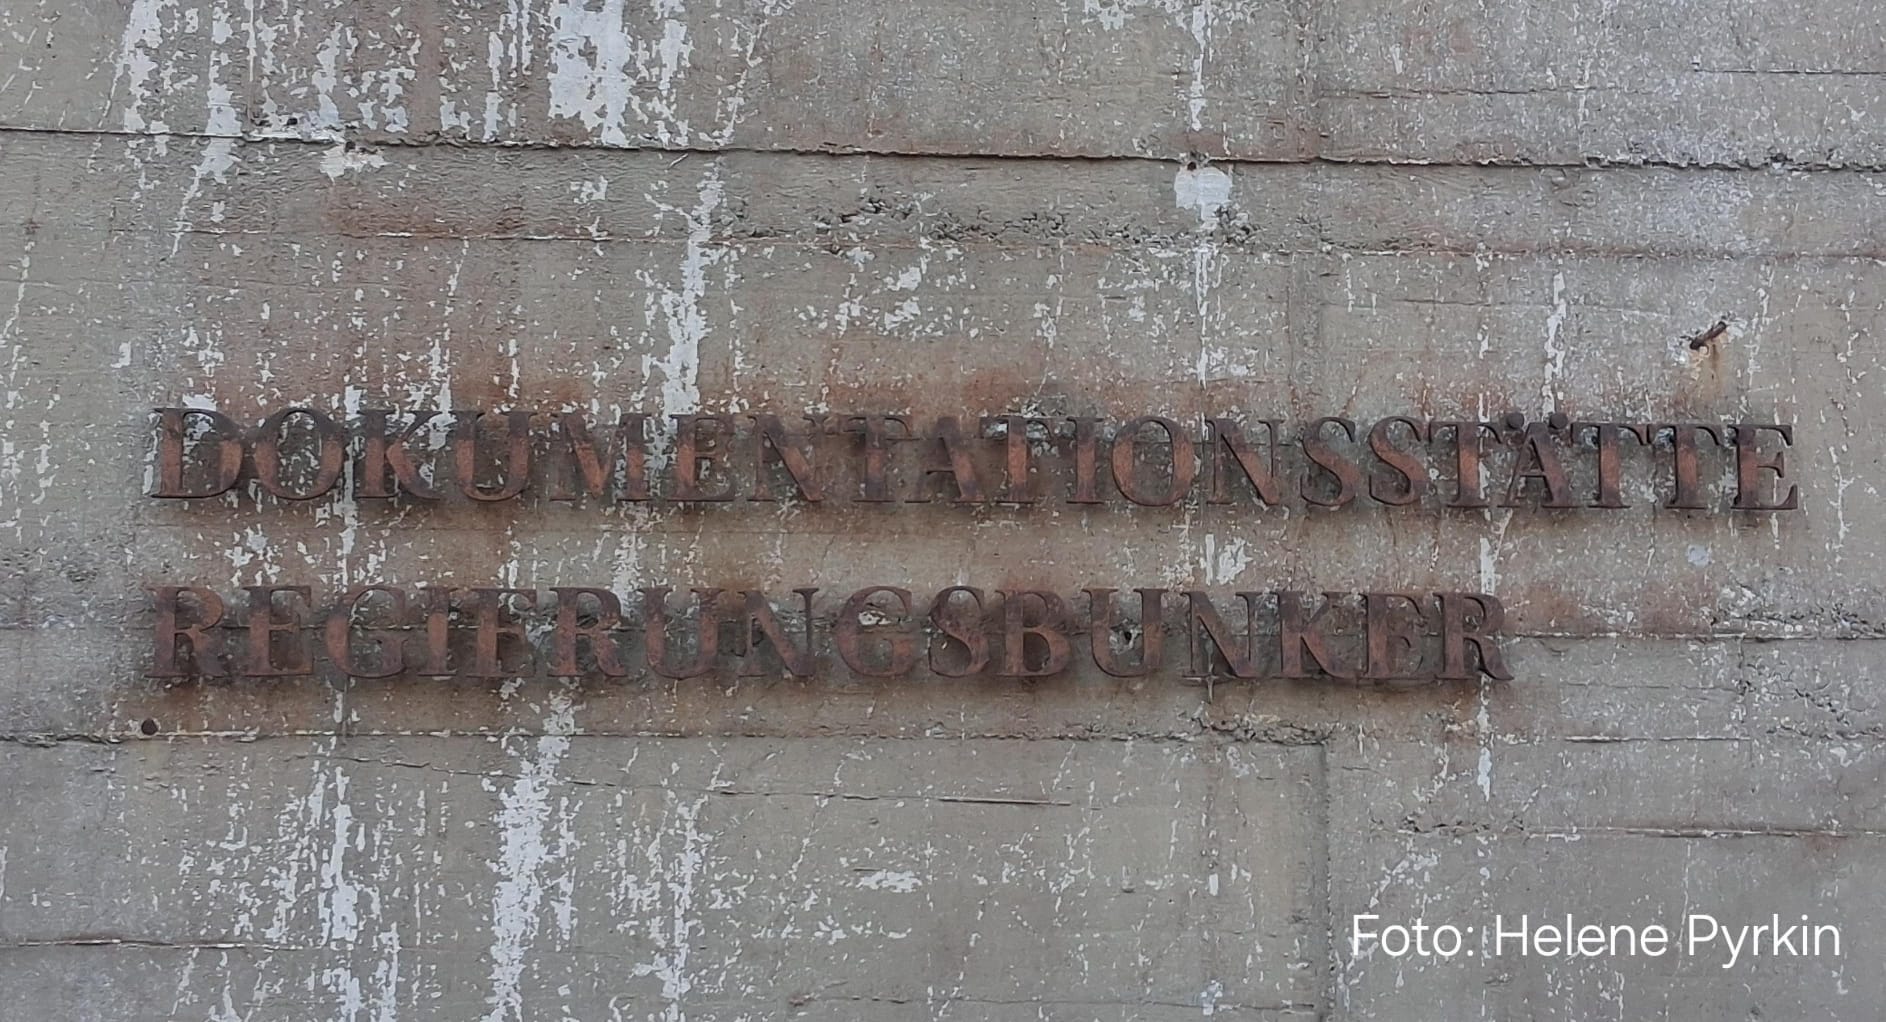 DOKUMENTATIONSSTÄTTE
REGIERUNGSBUNKER
Foto: Helene Pyrkin